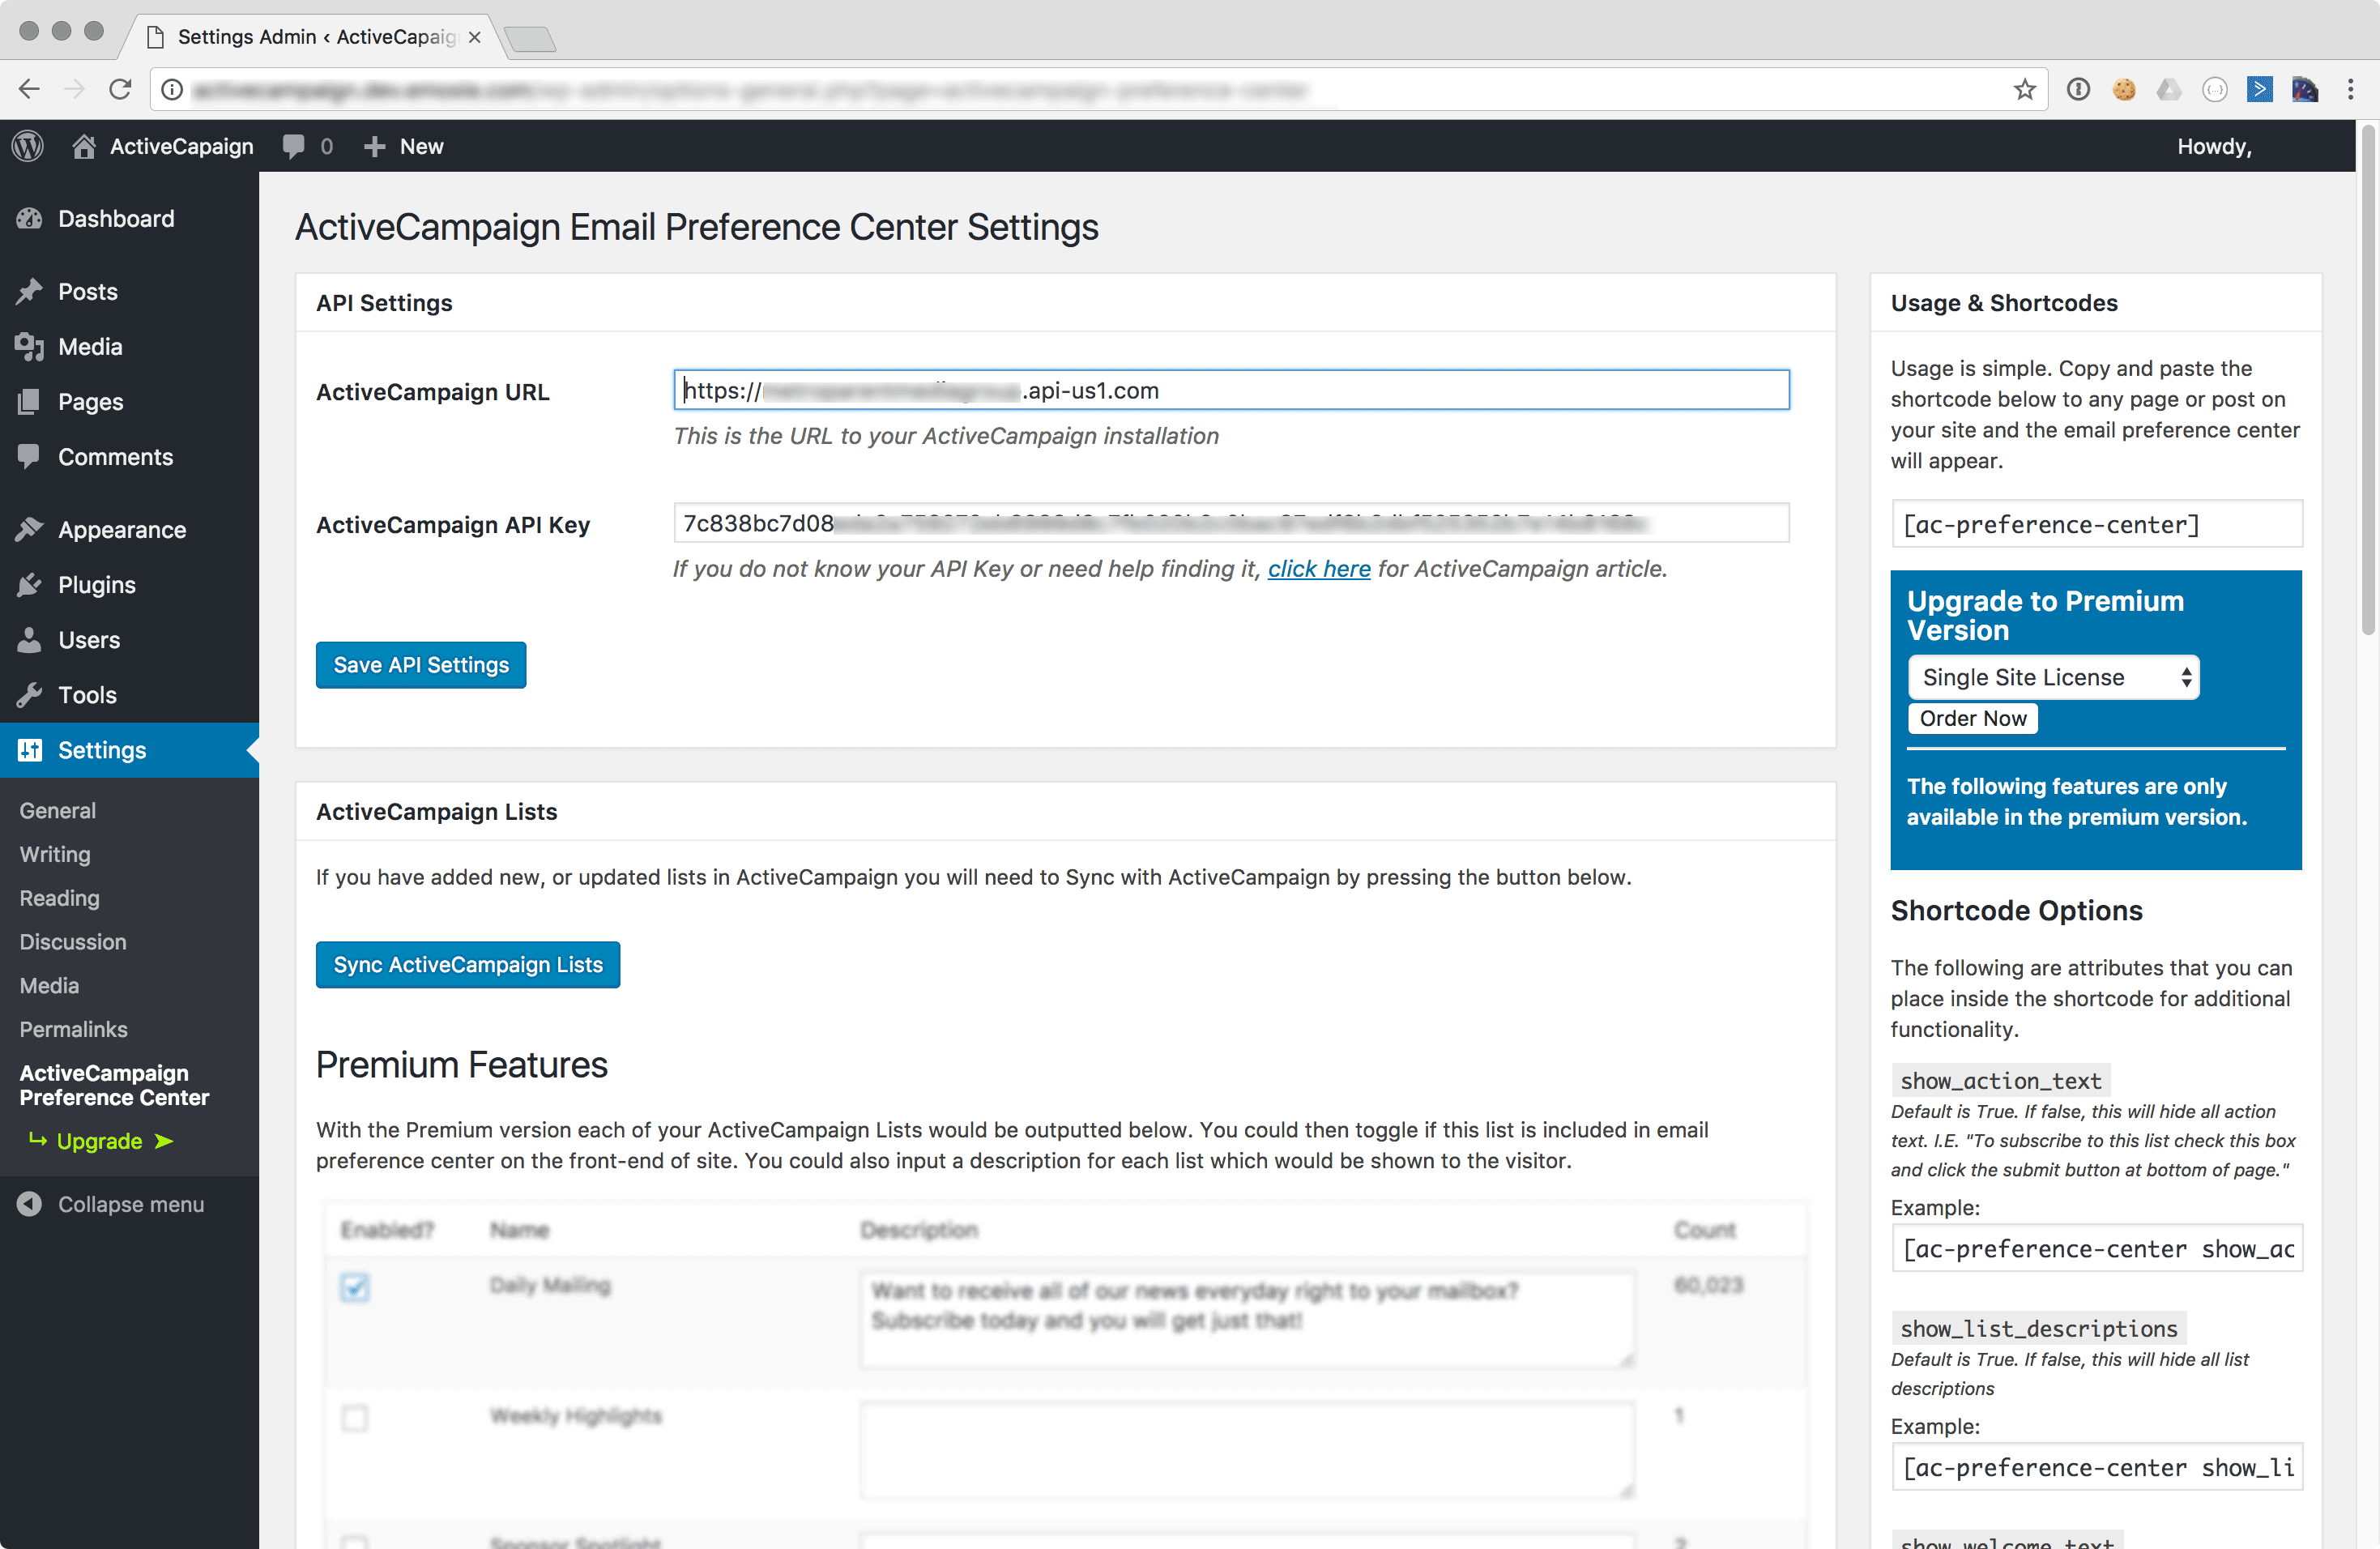 Settings Admin ‹ ActiveCapaig
ActiveCapaign
0
New
Howdy,
Dashboard
Posts
Media
Pages
Comments
Appearance
Plugins
Users
Tools
Settings
General
Writing
Reading
Discussion
Media
Permalinks
ActiveCampaign
Preference Center
Upgrade
Collapse menu
ActiveCampaign Email Preference Center Settings
API Settings
ActiveCampaign URL
https://
.api-us1.com
This is the URL to your ActiveCampaign installation
ActiveCampaign API Key
7c838bc7d08
If you do not know your API Key or need help finding it, click here for ActiveCampaign article.
Save API Settings
ActiveCampaign Lists
If you have added new, or updated lists in ActiveCampaign you will need to Sync with ActiveCampaign by pressing the button below.
Sync ActiveCampaign Lists
Premium Features
With the Premium version each of your ActiveCampaign Lists would be outputted below. You could then toggle if this list is included in email
preference center on the front-end of site. You could also input a description for each list which would be shown to the visitor.
Enabled?
Name
Description
Count
Daily Mailing
Want to receive all of our news everyday right to your mailbox?
Subscribe today and you will get just that!
60,023
Weekly Highlights
1
Sponsor Spotlight
2
Usage & Shortcodes
Usage is simple. Copy and paste the
shortcode below to any page or post on
your site and the email preference center
will appear.
[ac-preference-center]
Upgrade to Premium
Version
Single Site License
Order Now
The following features are only
available in the premium version.
Shortcode Options
The following are attributes that you can
place inside the shortcode for additional
functionality.
show_action_text
Default is True. If false, this will hide all action
text. I.E. "To subscribe to this list check this box
and click the submit button at bottom of page."
Example:
[ac-preference-center show_ac
show_list_descriptions
Default is True. If false, this will hide all list
descriptions
Example:
[ac-preference-center show_li
show_welcome_text